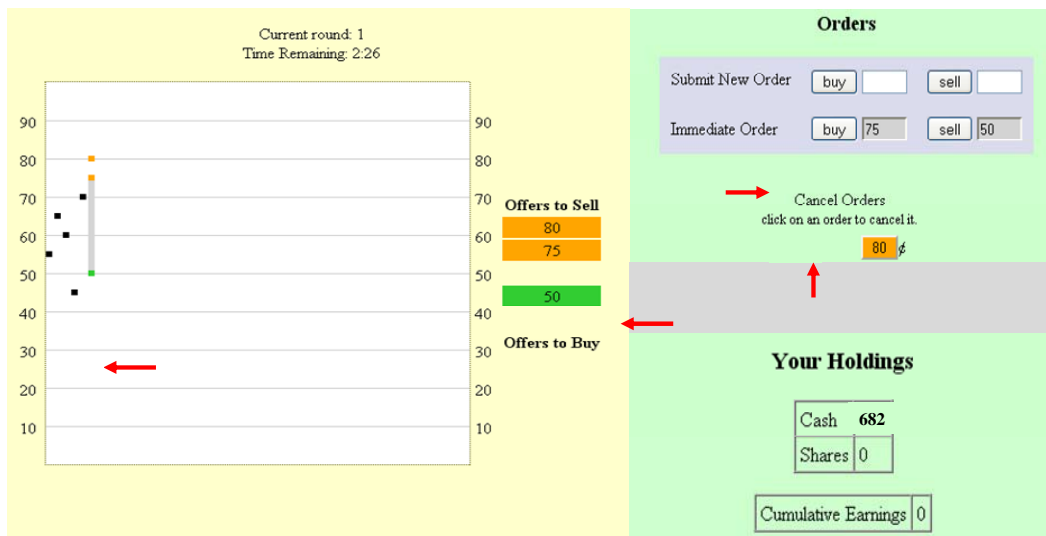 Current round: 1
Time Remaining: 2:26
90
80
70
60
50
40
30
20
10
90
80
70
60
50
40
30
20
10
Offers to Sell
80
75
50
Offers to Buy
Orders
Submit New Order buy sell
Immediate Order buy 75 sell 50
Cancel Orders
click on an order to cancel it.
80 ¢
Your Holdings
Cash 682
Shares 0
Cumulative Earnings 0